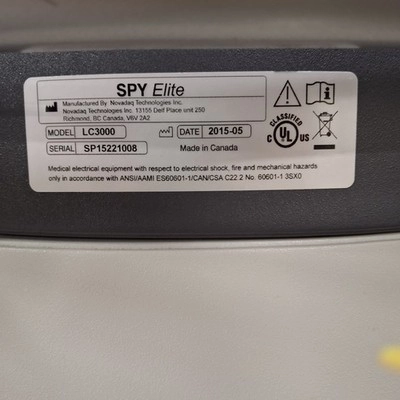 SPY Elite
Manufactured By: Novadaq Technologies Inc.
Novadaq Technologies Inc. 13155 Delf Place unit 250
Richmond, BC Canada, V6V 2A2
MODEL LC3000 DATE 2015-05
SERIAL SP15221008 Made in Canada
CLASSIFIED
C UL US
Medical electrical equipment with respect to electrical shock, fire and mechanical hazards
only in accordance with ANSI/AAMI ES60601-1/CAN/CSA C22.2 No. 60601-1 3SX0